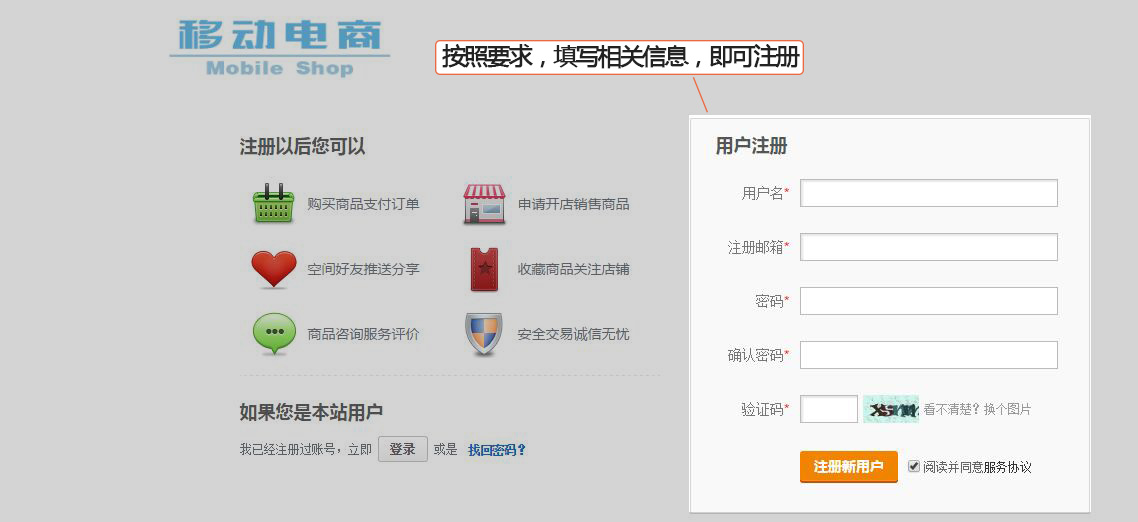 移动电商
Mobile Shop
按照要求，填写相关信息，即可注册
注册以后您可以
购买商品支付订单
申请开店销售商品
空间好友推送分享
收藏商品关注店铺
商品咨询服务评价
安全交易诚信无忧
如果您是本站用户
我已经注册过账号，立即 登录 或是 找回密码？
用户注册
用户名*
注册邮箱*
密码*
确认密码*
验证码* 看不清楚？换个图片
注册新用户 阅读并同意服务协议